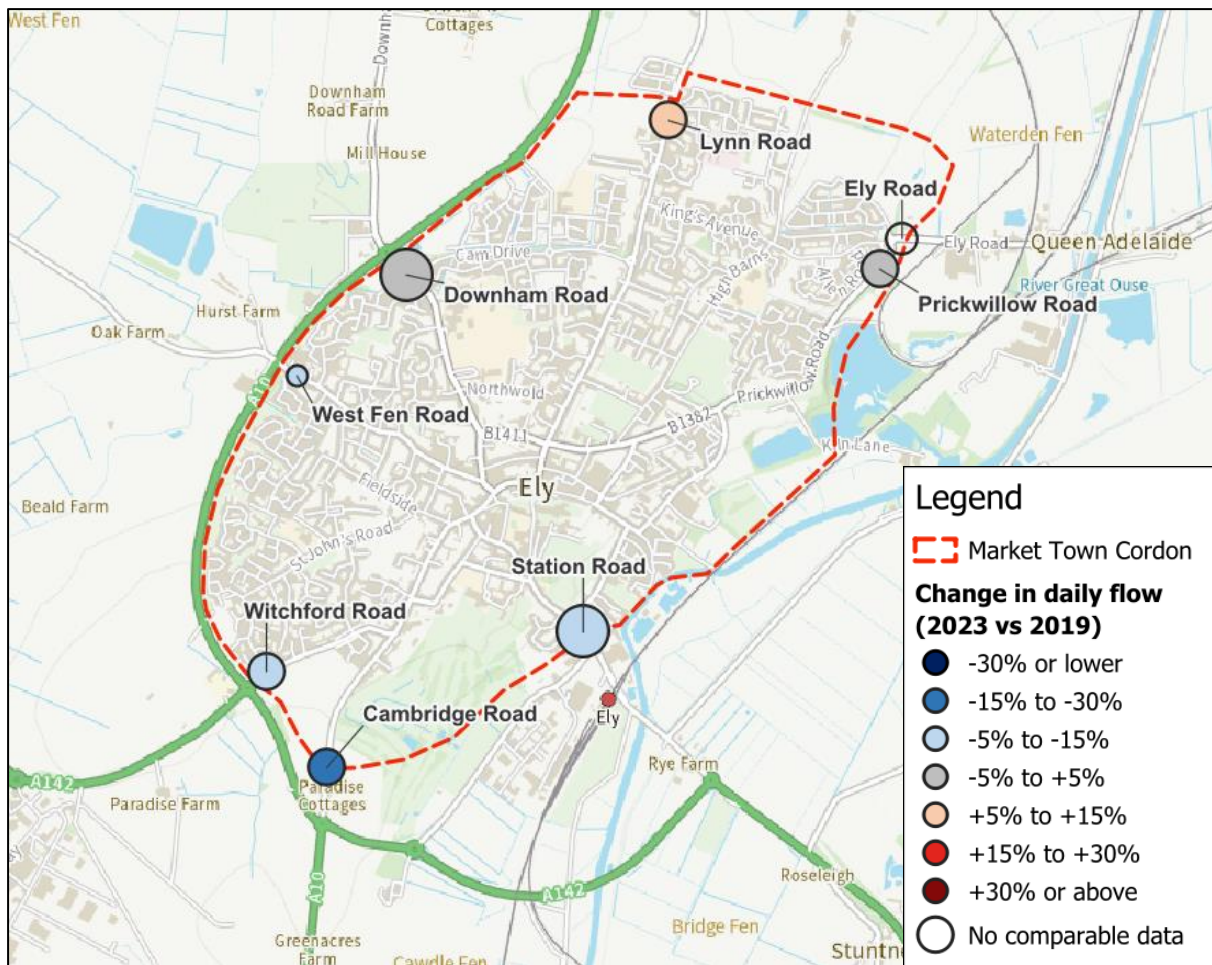 West Fen
Downham
Cottages
Downham
Road Farm
Mill House
Lynn Road
Waterden Fen
Ely Road
King's Avenue
Ely Road
Queen Adelaide
Cam Drive
High Barns
River Great Ouse
Downham Road
Prickwillow Road
Hurst Farm
Oak Farm
A10
West Fen Road
Northwold
Prickwillow Road
B1382
B1411
Kiln Lane
Ely
Fieldside
Beald Farm
St John's Road
Station Road
Witchford Road
Cambridge Road
Ely
Rye Farm
A142
Paradise Farm
Paradise
Cottages
A10
A142
Roseleigh
Bridge Fen
Greenacres
Farm
Cawdle Fen
Stuntne
Legend
Market Town Cordon
Change in daily flow
(2023 vs 2019)
-30% or lower
-15% to -30%
-5% to -15%
-5% to +5%
+5% to +15%
+15% to +30%
+30% or above
No comparable data